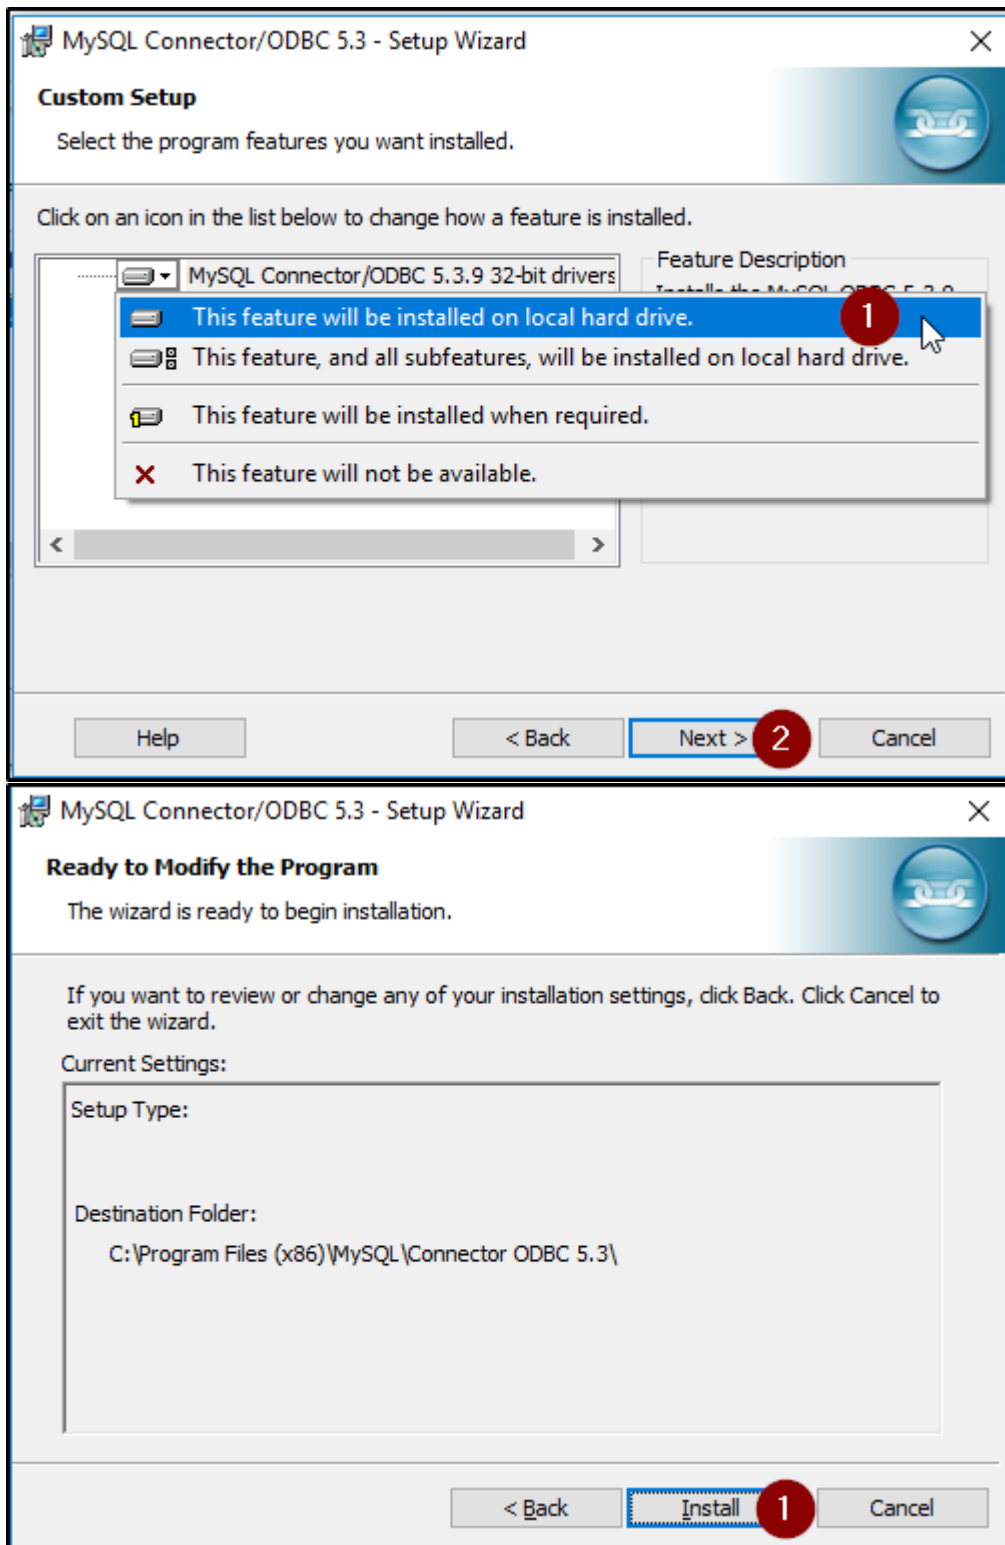 MySQL Connector/ODBC 5.3 - Setup Wizard
Custom Setup
Select the program features you want installed.
Click on an icon in the list below to change how a feature is installed.
MySQL Connector/ODBC 5.3.9 32-bit drivers
Feature Description
Installs the MySQL ODBC 5.3.9
This feature will be installed on local hard drive. 1
This feature, and all subfeatures, will be installed on local hard drive.
This feature will be installed when required.
This feature will not be available.
Help < Back Next > 2 Cancel
MySQL Connector/ODBC 5.3 - Setup Wizard
Ready to Modify the Program
The wizard is ready to begin installation.
If you want to review or change any of your installation settings, click Back. Click Cancel to
exit the wizard.
Current Settings:
Setup Type:
Destination Folder:
C:\Program Files (x86)\MySQL\Connector ODBC 5.3\
< Back Install 1 Cancel